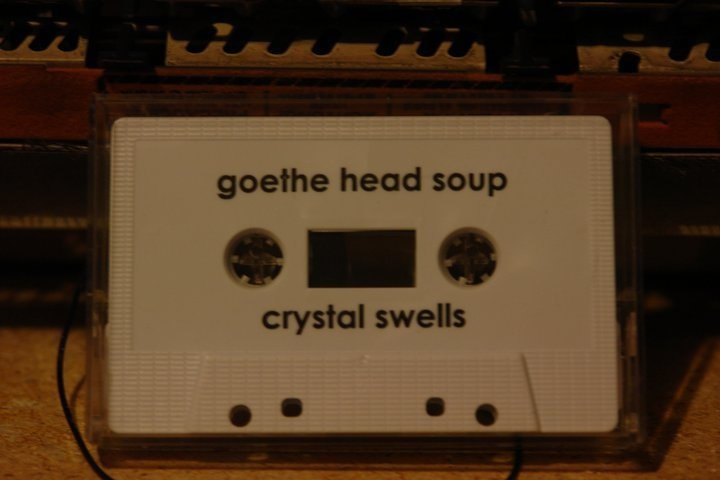 goethe head soup
crystal swells